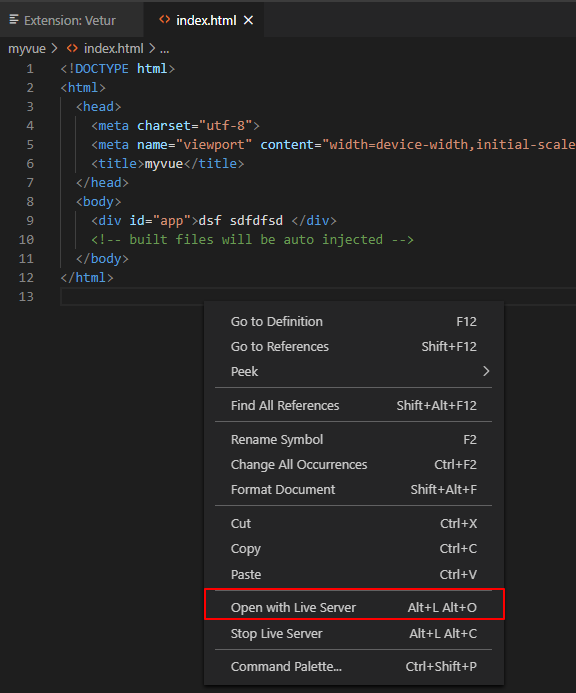 Extension: Vetur
index.html
myvue > index.html > ...
1 <!DOCTYPE html>
2 <html>
3 <head>
4 <meta charset="utf-8">
5 <meta name="viewport" content="width=device-width,initial-scale
6 <title>myvue</title>
7 </head>
8 <body>
9 <div id="app">dsf sdfdfsd </div>
10 <!-- built files will be auto injected -->
11 </body>
12 </html>
13
Go to Definition F12
Go to References Shift+F12
Peek >
Find All References Shift+Alt+F12
Rename Symbol F2
Change All Occurrences Ctrl+F2
Format Document Shift+Alt+F
Cut Ctrl+X
Copy Ctrl+C
Paste Ctrl+V
Open with Live Server Alt+L Alt+O
Stop Live Server Alt+L Alt+C
Command Palette... Ctrl+Shift+P